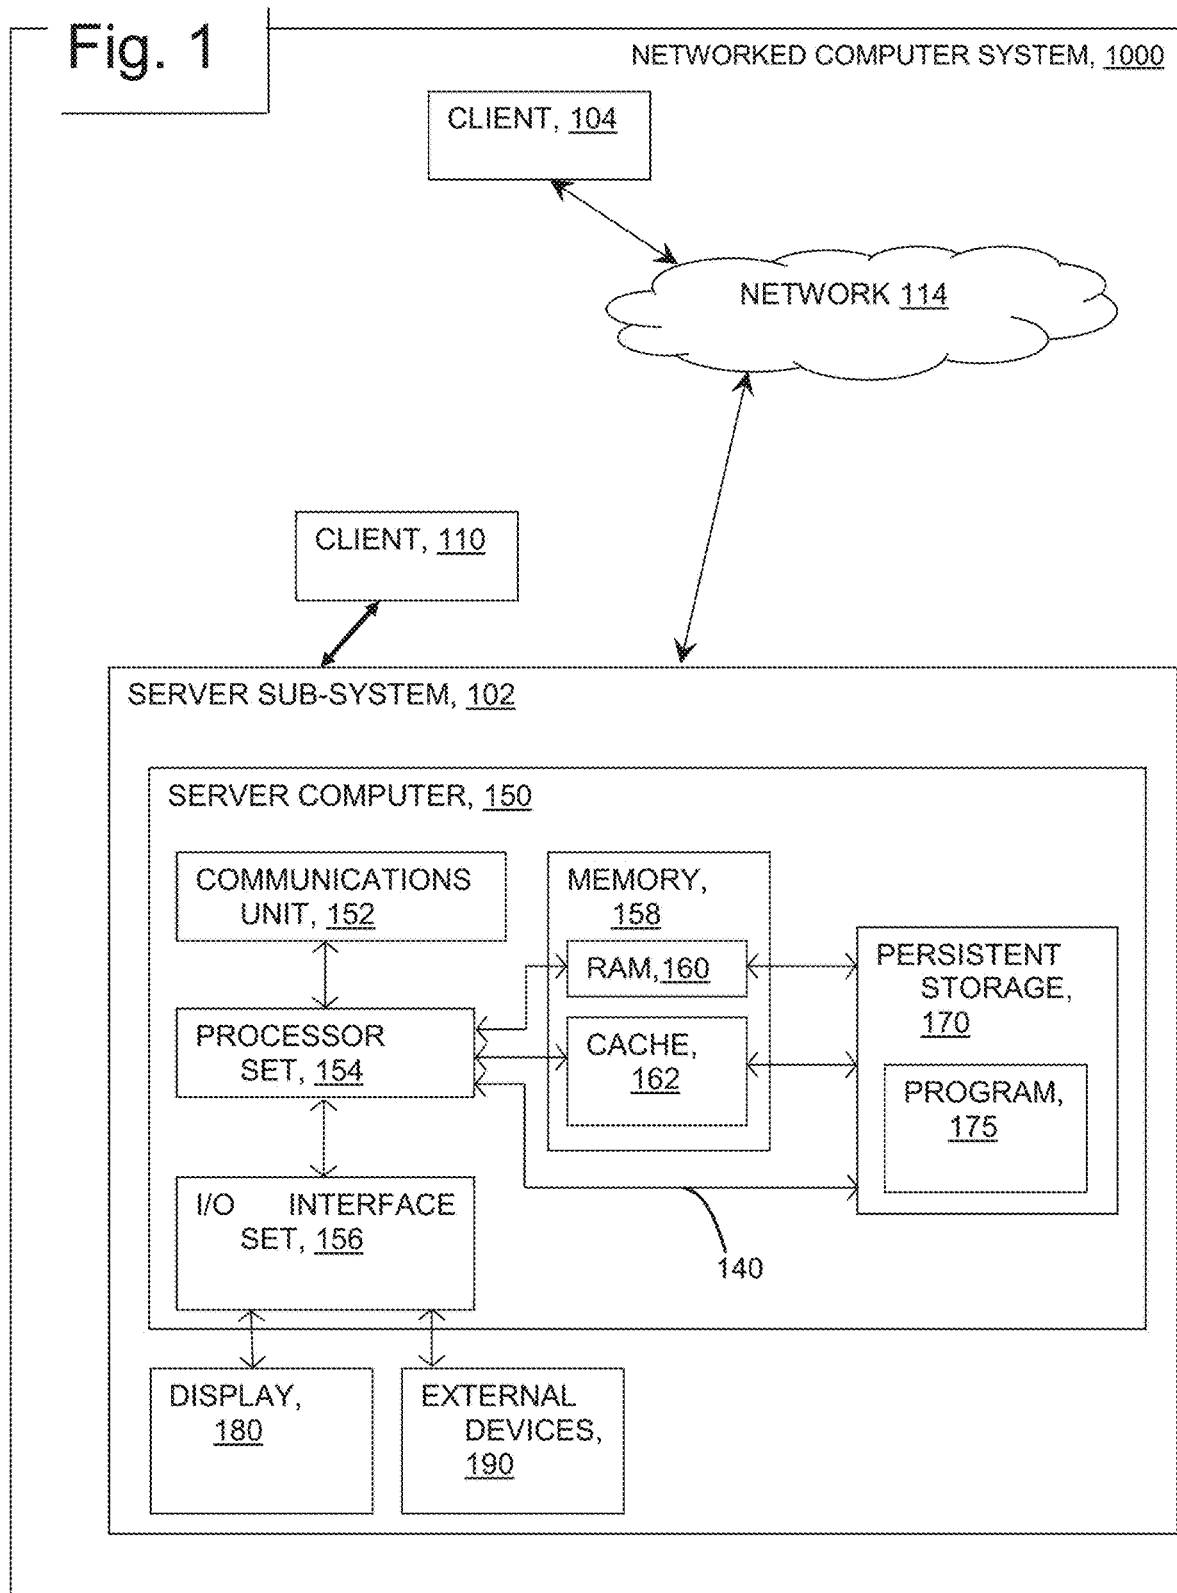 Fig. 1
NETWORKED COMPUTER SYSTEM, 1000
CLIENT, 104
NETWORK 114
CLIENT, 110
SERVER SUB-SYSTEM, 102
SERVER COMPUTER, 150
COMMUNICATIONS
UNIT, 152
MEMORY,
158
RAM,160
PERSISTENT
STORAGE,
170
PROCESSOR
SET, 154
CACHE,
162
PROGRAM,
175
I/O INTERFACE
SET, 156
140
DISPLAY,
180
EXTERNAL
DEVICES,
190